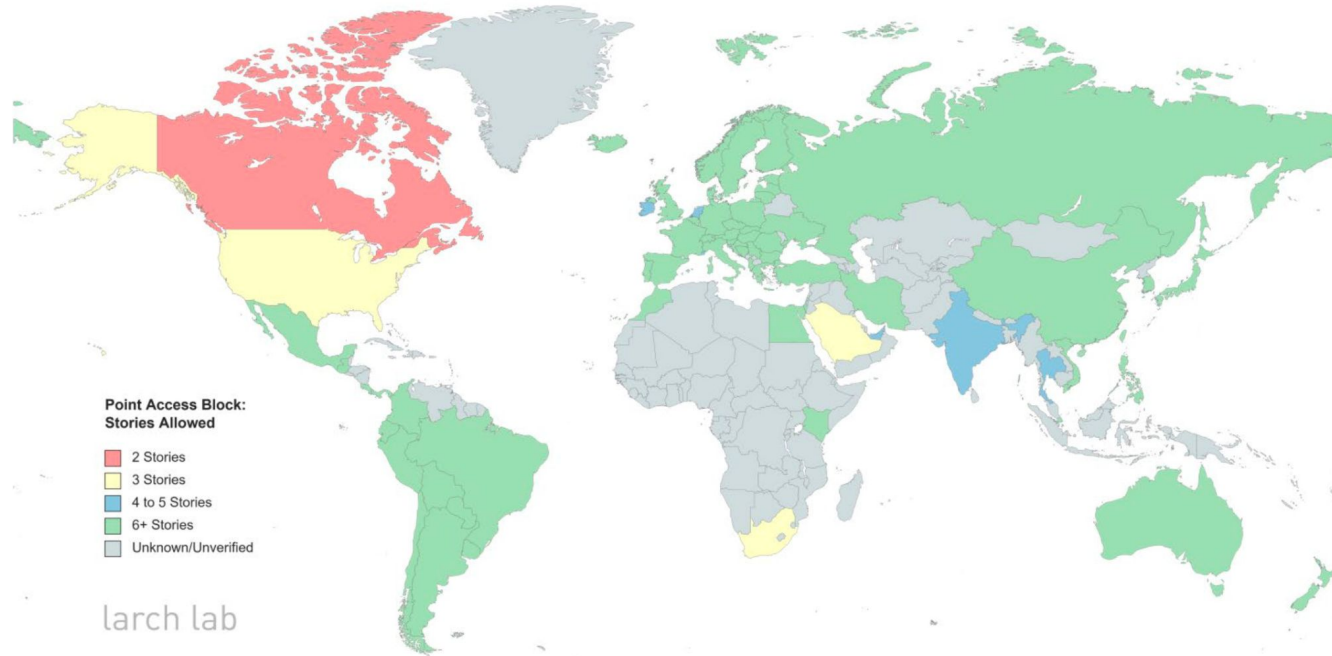 Point Access Block:
Stories Allowed
2 Stories
3 Stories
4 to 5 Stories
6+ Stories
Unknown/Unverified
larch lab